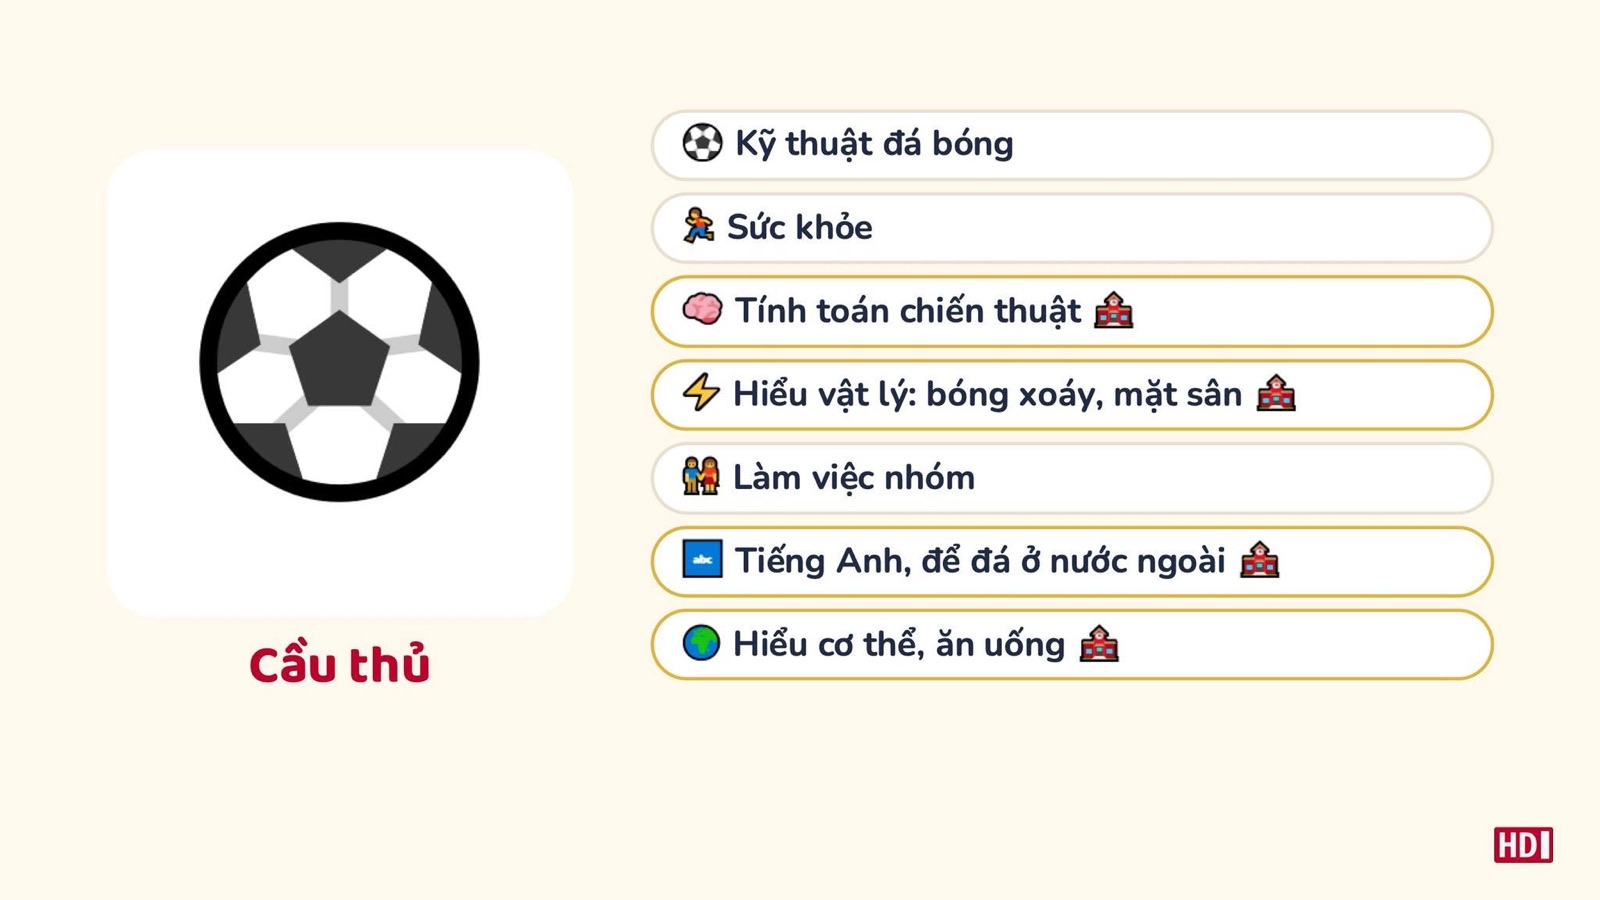 Kỹ thuật đá bóng
Sức khỏe
Tính toán chiến thuật
Hiểu vật lý: bóng xoáy, mặt sân
Làm việc nhóm
abc
Tiếng Anh, để đá ở nước ngoài
Hiểu cơ thể, ăn uống
Cầu thủ
HDI